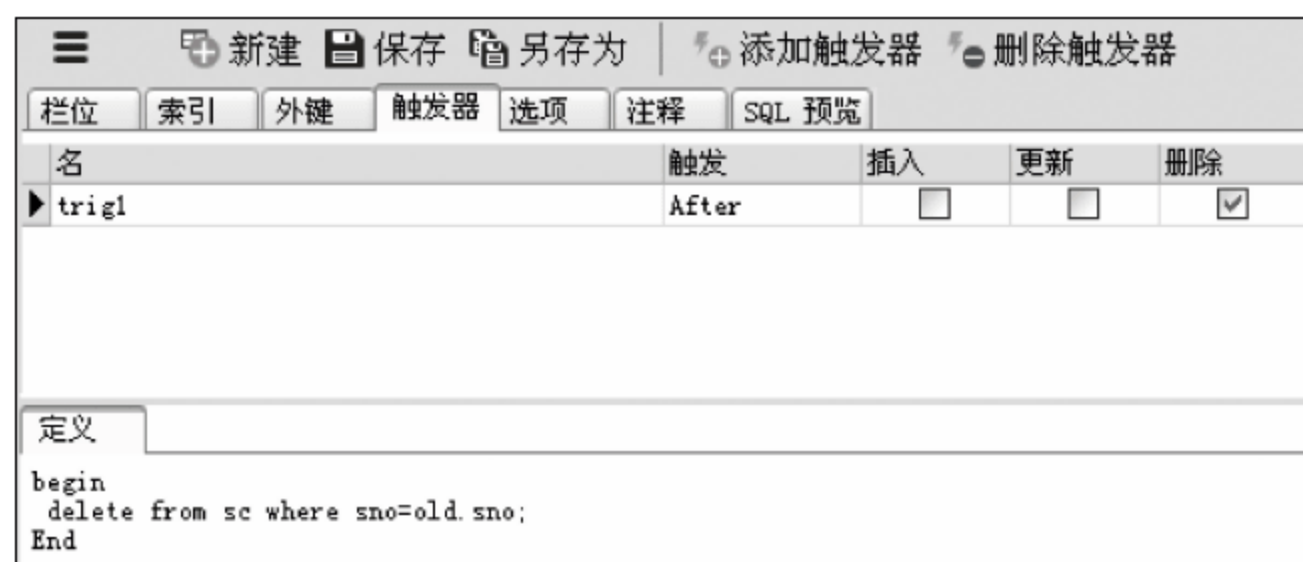 新建 保存 另存为 添加触发器 删除触发器
栏位 索引 外键 触发器 选项 注释 SQL 预览
名 触发 插入 更新 删除
trig1 After
定义
begin
delete from sc where sno=old.sno;
End